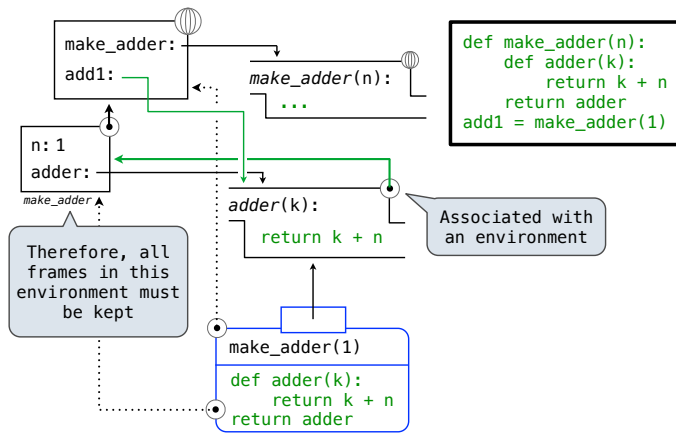 make_adder:
add1:
make_adder(n):
...
def make_adder(n):
def adder(k):
return k + n
return adder
add1 = make_adder(1)
n: 1
adder:
make_adder
adder(k):
return k + n
Associated with
an environment
Therefore, all
frames in this
environment must
be kept
make_adder(1)
def adder(k):
return k + n
return adder